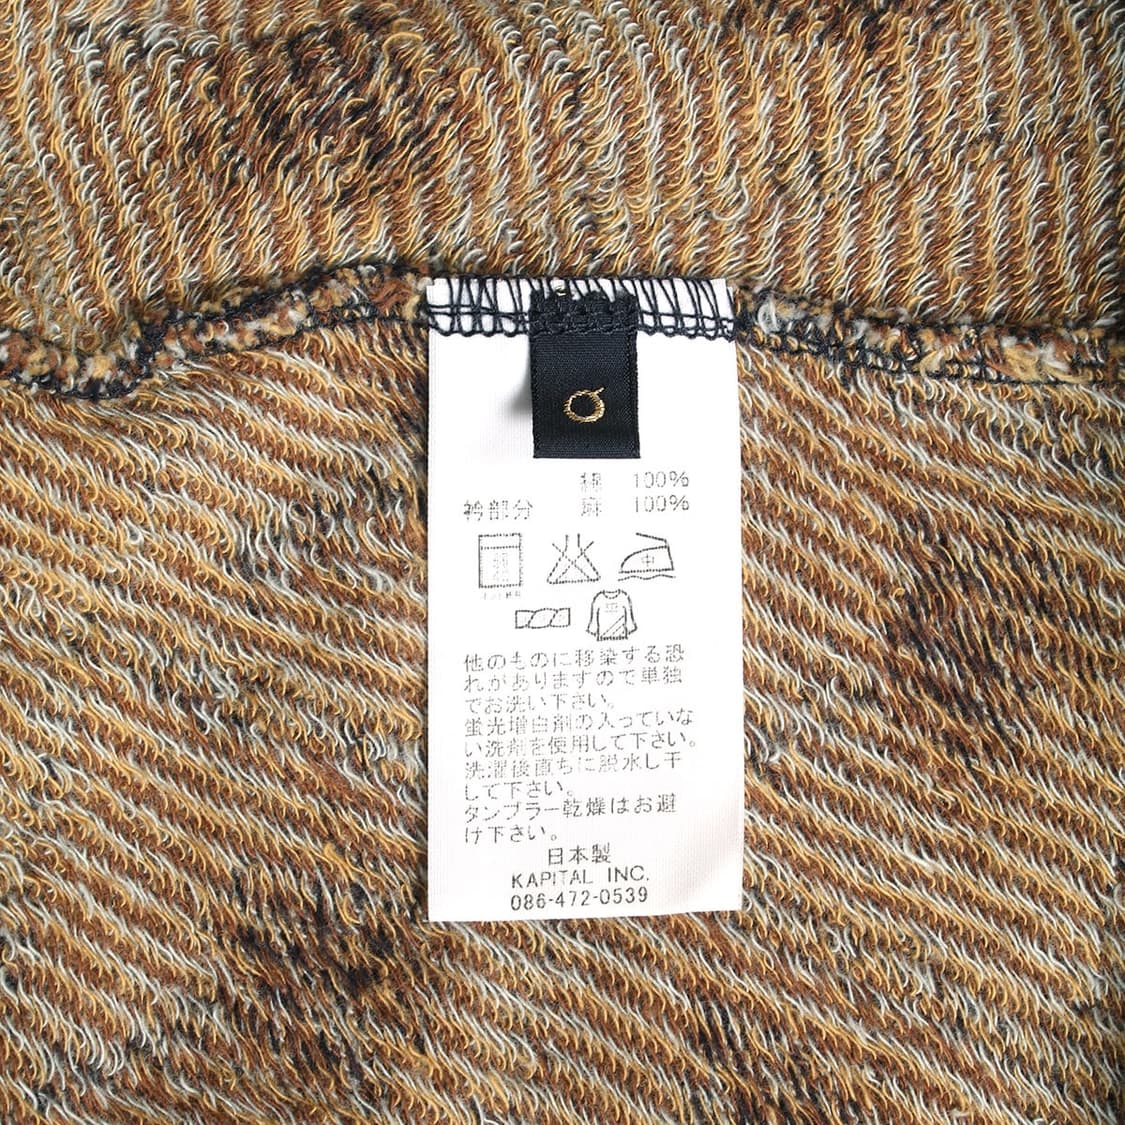 綿 100%
衿部分 麻 100%
中
他のものに移染する恐
れがありますので単独
でお洗い下さい。
蛍光増白剤の入っていな
い洗剤を使用して下さい。
洗濯後直ちに脱水し干
して下さい。
タンブラー乾燥はお避
け下さい。
日本製
KAPITAL INC.
086-472-0539